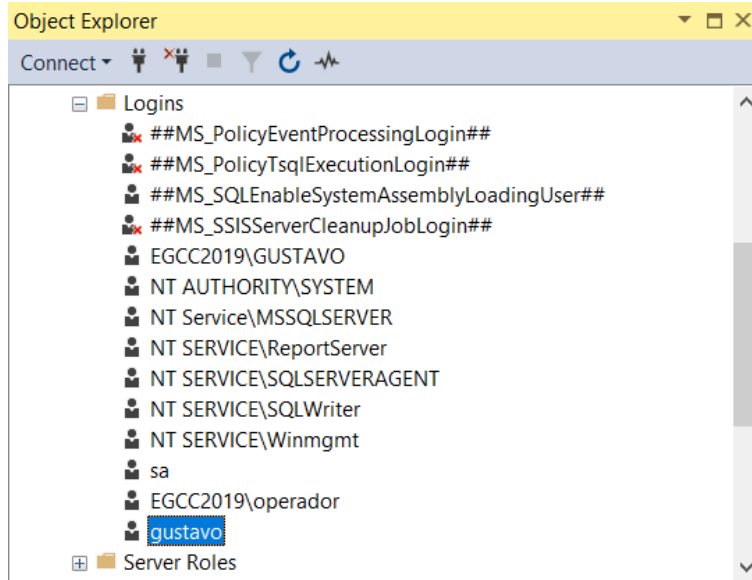 Object Explorer
Connect
Logins
##MS_PolicyEventProcessingLogin##
##MS_PolicyTsqlExecutionLogin##
##MS_SQLEnableSystemAssemblyLoadingUser##
##MS_SSISServerCleanupJobLogin##
EGCC2019\GUSTAVO
NT AUTHORITY\SYSTEM
NT Service\MSSQLSERVER
NT SERVICE\ReportServer
NT SERVICE\SQLSERVERAGENT
NT SERVICE\SQLWriter
NT SERVICE\Winmgmt
sa
EGCC2019\operador
gustavo
Server Roles